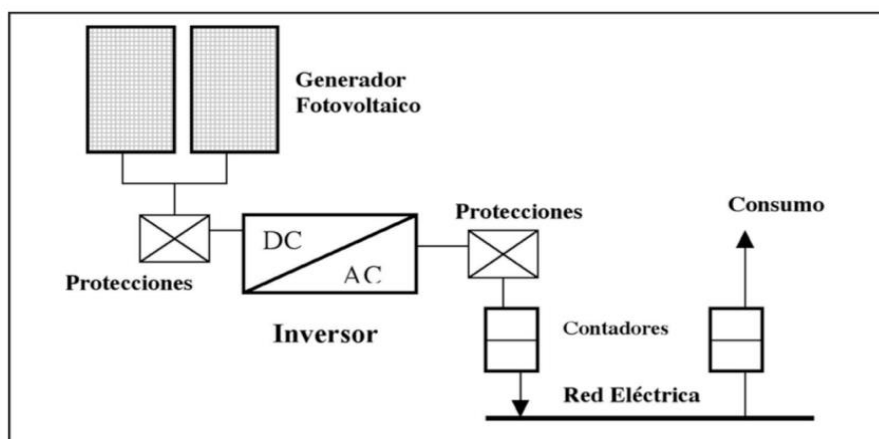 Generador
Fotovoltaico
Protecciones
DC
AC
Inversor
Protecciones
Contadores
Consumo
Red Eléctrica